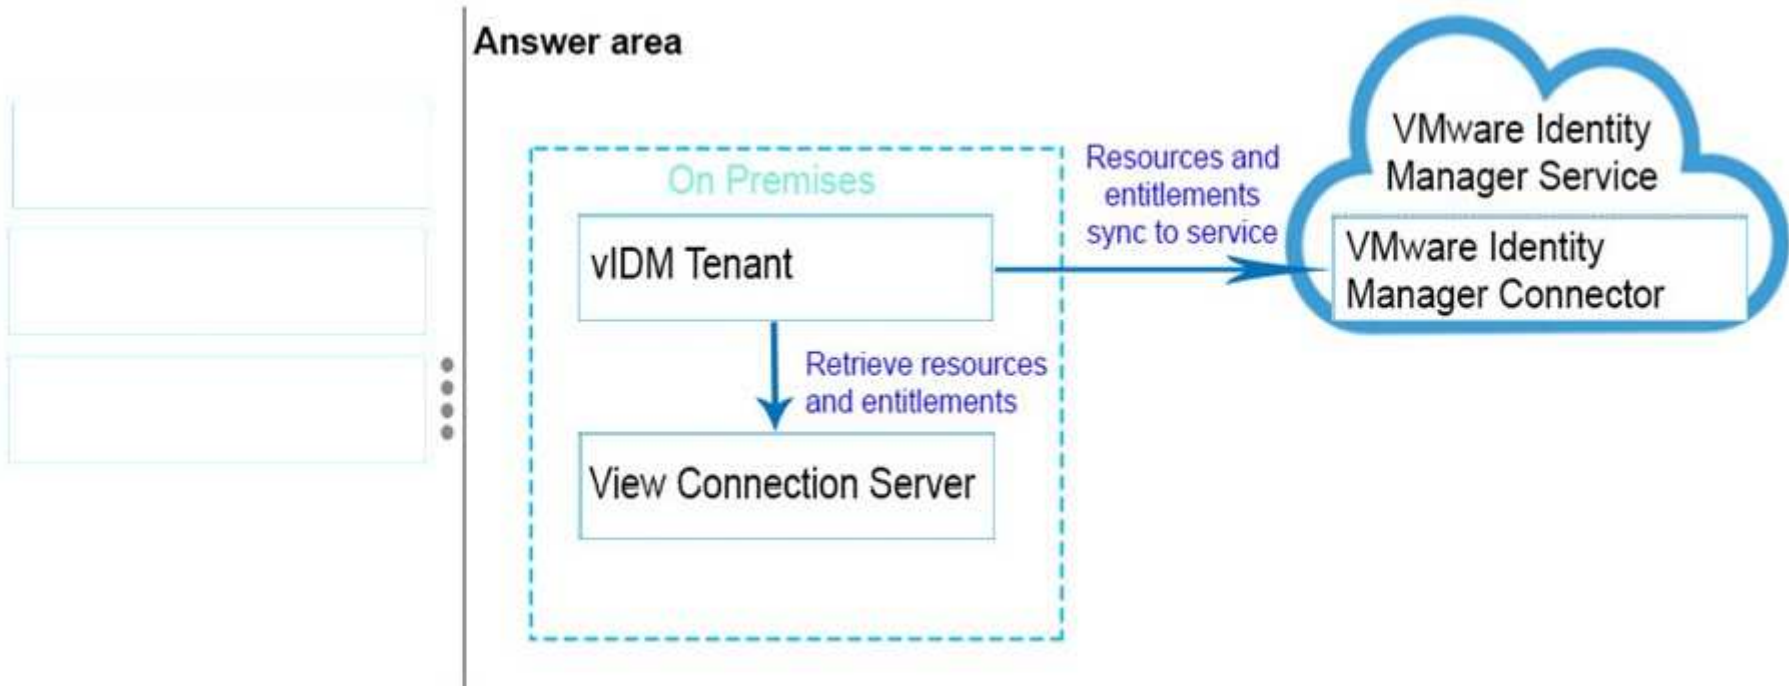 Answer area
On Premises
vIDM Tenant
Retrieve resources
and entitlements
View Connection Server
Resources and
entitlements
sync to service
VMware Identity
Manager Service
VMware Identity
Manager Connector